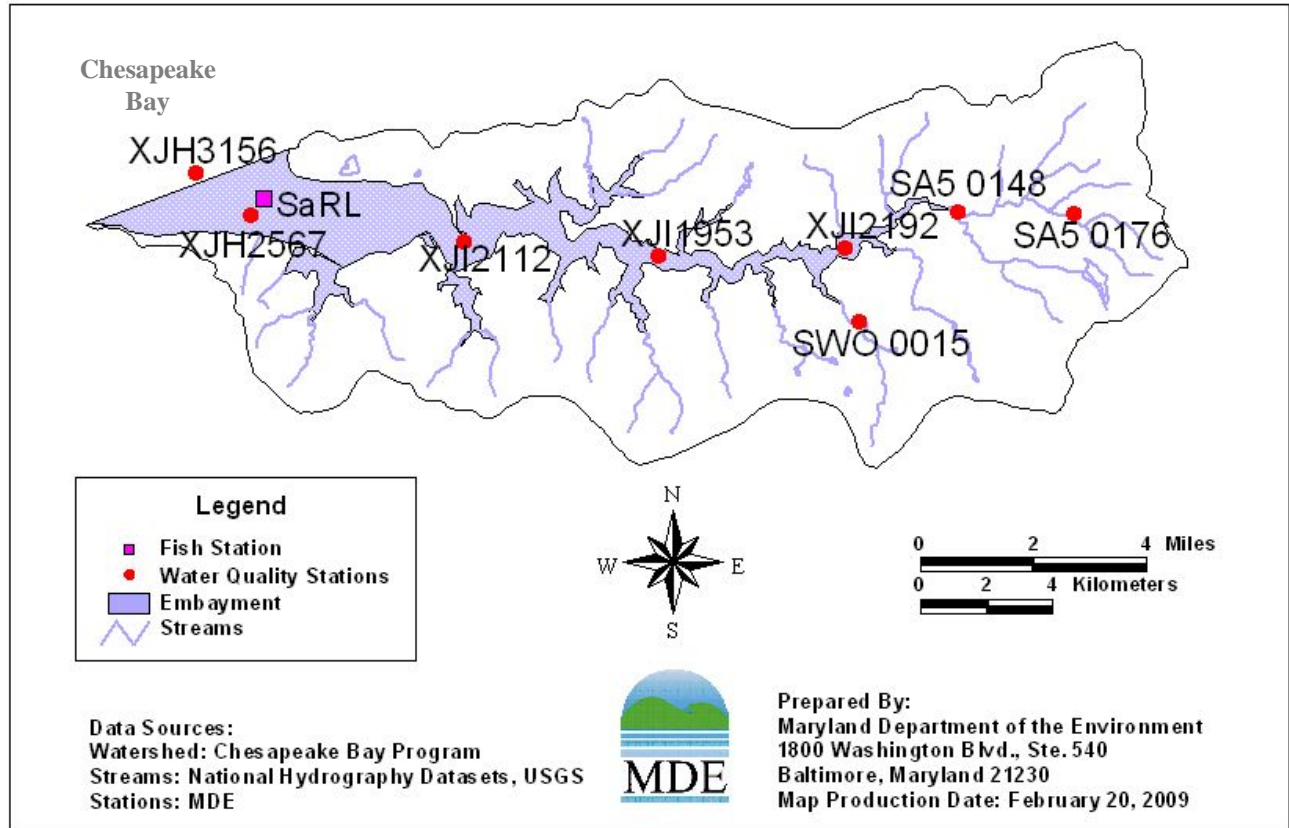 Chesapeake
Bay
XJH3156
SaRL
XJH2567
XJI2112
XJI1953
XJI2192
SA5 0148
SA5 0176
SWO 0015
Legend
Fish Station
Water Quality Stations
Embayment
Streams
N
W E
S
0 2 4 Miles
0 2 4 Kilometers
Data Sources:
Watershed: Chesapeake Bay Program
Streams: National Hydrography Datasets, USGS
Stations: MDE
MDE
Prepared By:
Maryland Department of the Environment
1800 Washington Blvd., Ste. 540
Baltimore, Maryland 21230
Map Production Date: February 20, 2009